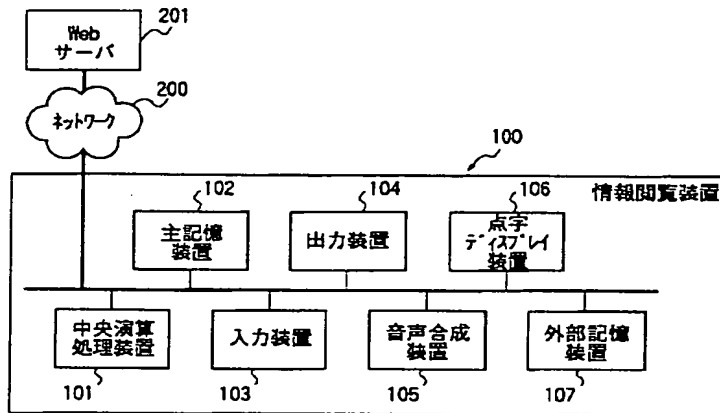 Web
サーバ
201
200
ネットワーク
100
情報閲覧装置
102
104
106
主記憶
装置
出力装置
点字
ディスプレイ
装置
中央演算
処理装置
入力装置
音声合成
装置
外部記憶
装置
101
103
105
107